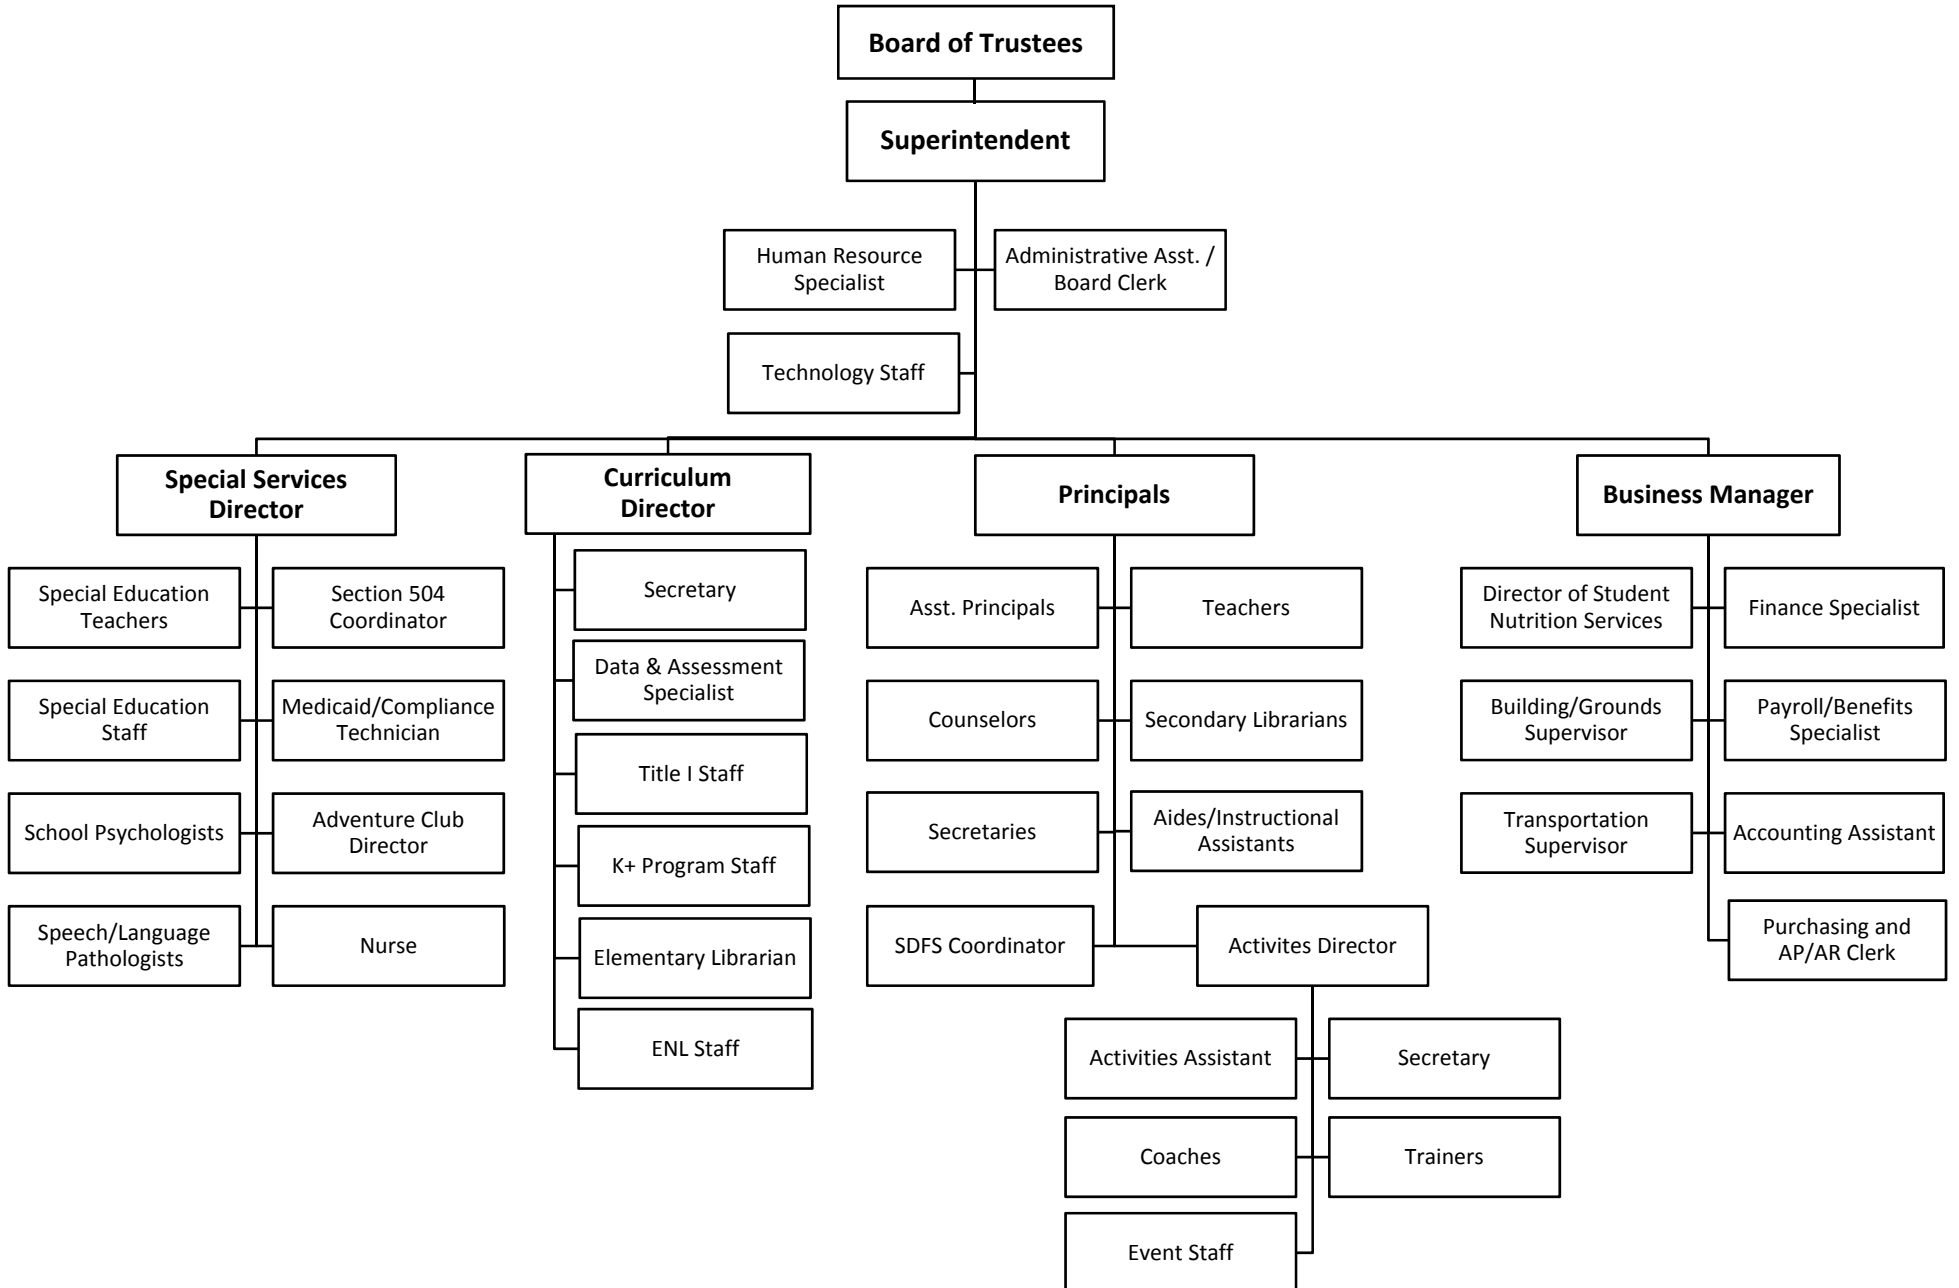 Board of Trustees
Superintendent
Human Resource
Specialist
Administrative Asst. /
Board Clerk
Technology Staff
Special Services
Director
Curriculum
Director
Principals
Business Manager
Special Education
Teachers
Section 504
Coordinator
Special Education
Staff
Medicaid/Compliance
Technician
School Psychologists
Adventure Club
Director
Speech/Language
Pathologists
Nurse
Secretary
Data & Assessment
Specialist
Title I Staff
K+ Program Staff
Elementary Librarian
ENL Staff
Asst. Principals
Teachers
Counselors
Secondary Librarians
Secretaries
Aides/Instructional
Assistants
SDFS Coordinator
Activites Director
Activities Assistant
Secretary
Coaches
Trainers
Event Staff
Director of Student
Nutrition Services
Finance Specialist
Building/Grounds
Supervisor
Payroll/Benefits
Specialist
Transportation
Supervisor
Accounting Assistant
Purchasing and
AP/AR Clerk